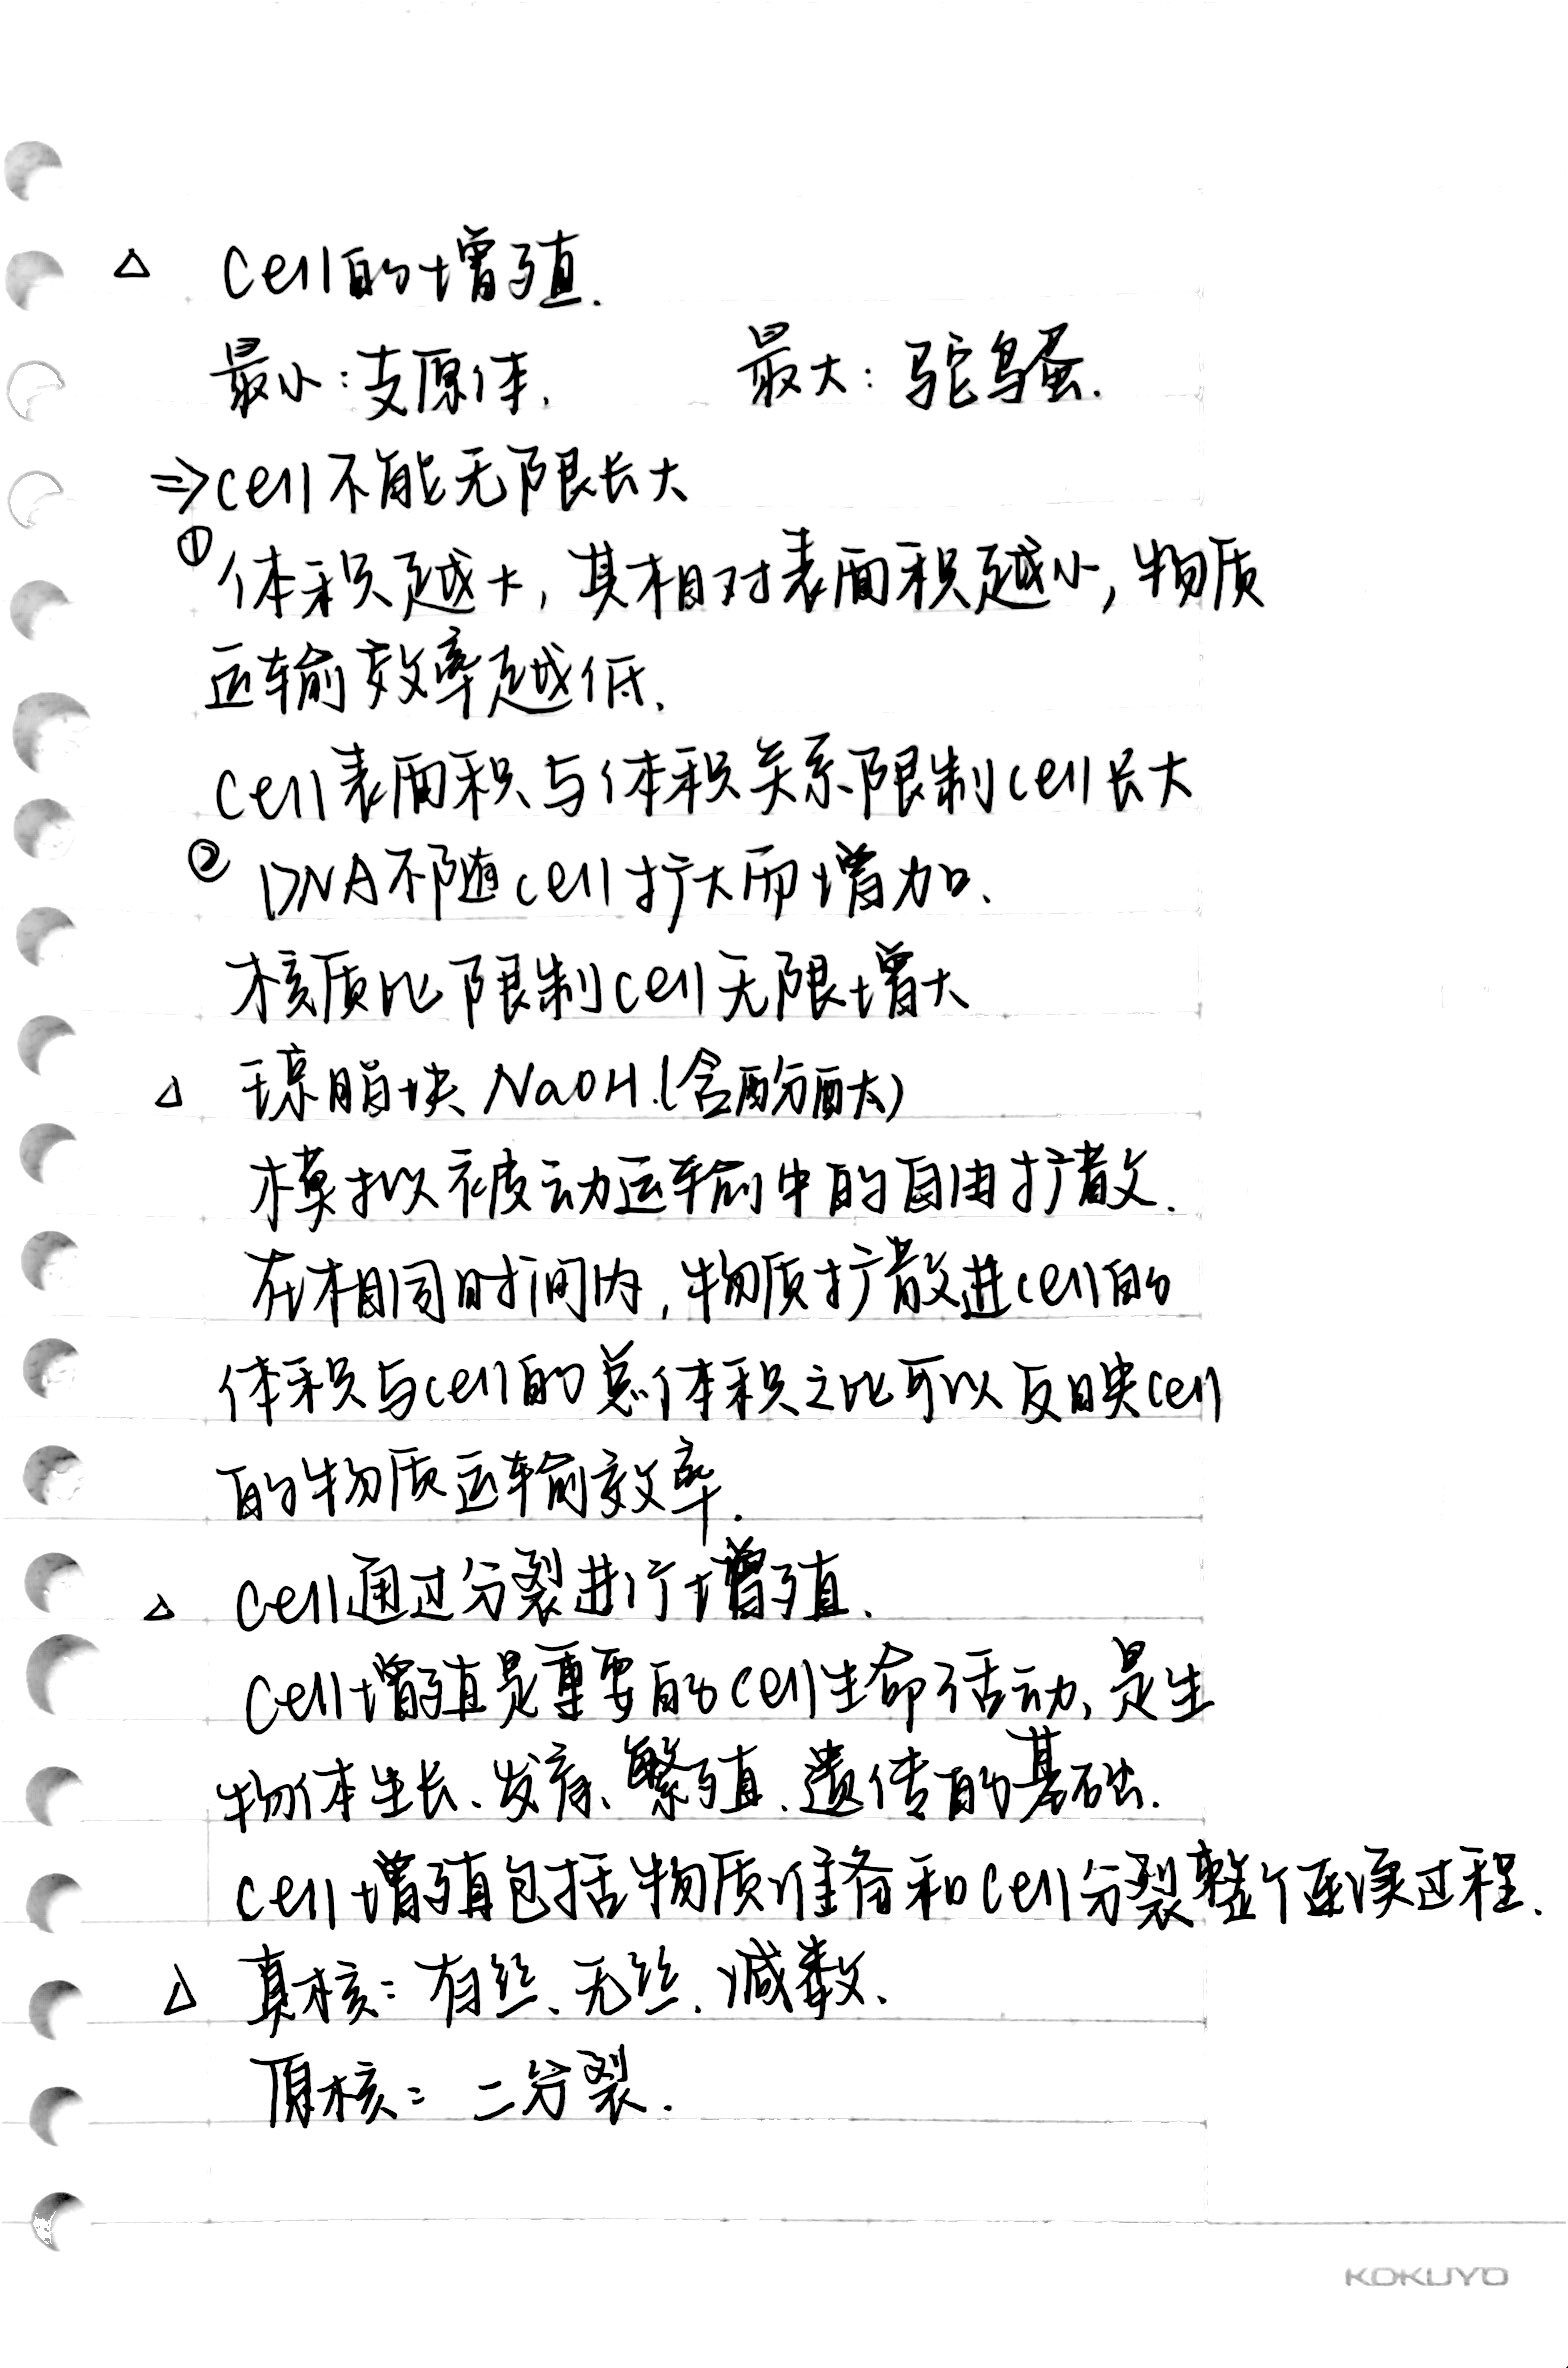 △ Cell的增殖.
最小:支原体. 最大:鸵鸟蛋.
⇒cell不能无限长大
①体积越大,其相对表面积越小,物质
运输效率越低.
Cell表面积与体积关系限制cell长大
② DNA不随cell扩大而增加.
核质比限制cell无限增大
△ 琼脂块 NaOH.(含酚酞)
模拟被动运输中的自由扩散.
在相同时间内,物质扩散进cell的
体积与cell的总体积之比可以反映cell
的物质运输效率.
△ Cell通过分裂进行增殖.
Cell增殖是重要的cell生命活动、是生
物体生长、发育、繁殖、遗传的基础.
Cell增殖包括物质准备和cell分裂整个连续过程.
△ 真核:有丝、无丝、减数.
原核:二分裂.
KOKUYO